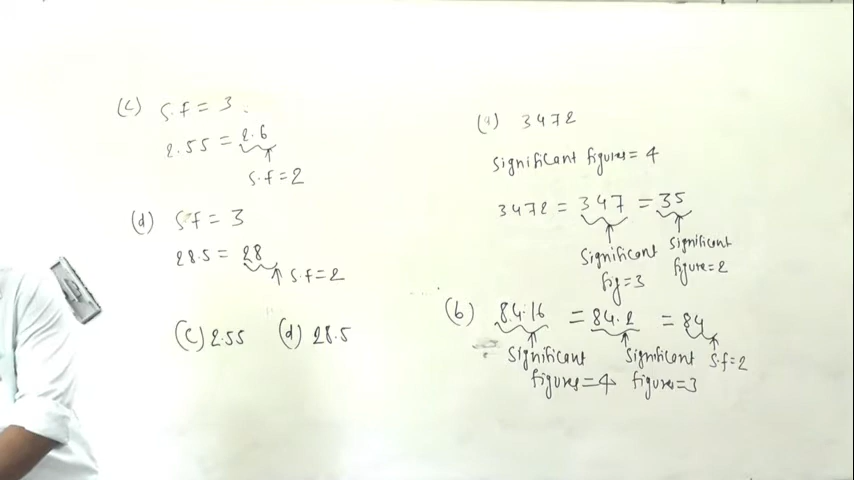 (c) S.f = 3.
2.55 = 2.6
S.f = 2
(d) Sf = 3
28.5 = 28
S.f = 2
(c) 2.55 (d) 28.5
(a) 3472
Significant figures = 4
3472 = 347 = 35
Significant fig = 3
Significant figure = 2
(b) 84.16 = 84.2 = 84
Significant figures = 4
Significant figures = 3
S.f = 2